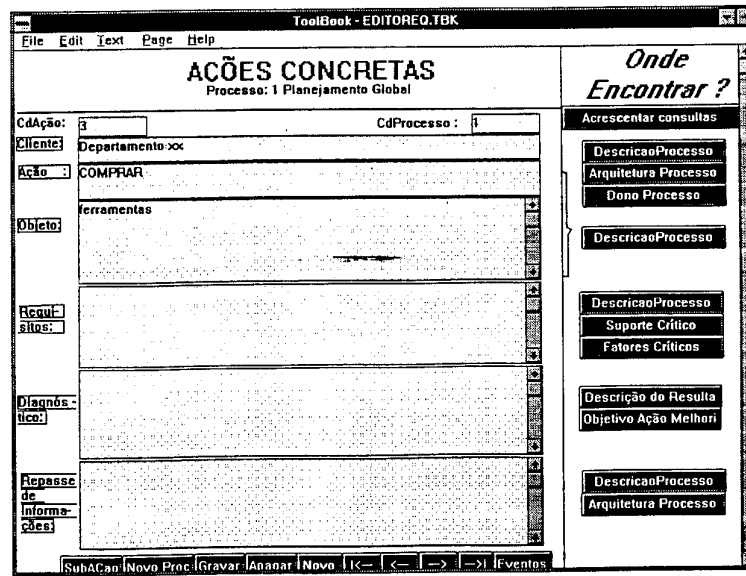 ToolBook - EDITOREQ.TBK
File Edit Text Page Help
AÇÕES CONCRETAS
Processo: 1 Planejamento Global
Onde
Encontrar ?
CdAção: 3 CdProcesso : 1
Acrescentar consultas
Cliente: Departamento xx
Ação : COMPRAR
Objeto: ferramentas
DescricaoProcesso
Arquitetura Processo
Dono Processo
DescricaoProcesso
Requi-
sitos:
DescricaoProcesso
Suporte Crítico
Fatores Críticos
Diagnós-
tico:
Descrição do Resulta
Objetivo Ação Melhori
Repasse
de
Informa-
ções:
DescricaoProcesso
Arquitetura Processo
SubACao Novo Proc Gravar Apagar Novo |<-- <-- --> -->| Eventos